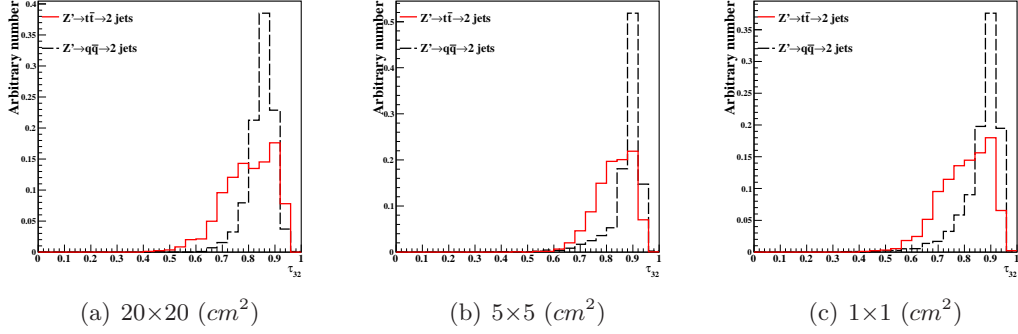 Arbitrary number
0.4
0.35
0.3
0.25
0.2
0.15
0.1
0.05
0
Z'→tt̄→2 jets
Z'→qq̄→2 jets
0 0.1 0.2 0.3 0.4 0.5 0.6 0.7 0.8 0.9 1
τ32
(a) 20×20 (cm²)
Arbitrary number
0.5
0.4
0.3
0.2
0.1
0
Z'→tt̄→2 jets
Z'→qq̄→2 jets
0 0.1 0.2 0.3 0.4 0.5 0.6 0.7 0.8 0.9 1
τ32
(b) 5×5 (cm²)
Arbitrary number
0.35
0.3
0.25
0.2
0.15
0.1
0.05
0
Z'→tt̄→2 jets
Z'→qq̄→2 jets
0 0.1 0.2 0.3 0.4 0.5 0.6 0.7 0.8 0.9 1
τ32
(c) 1×1 (cm²)